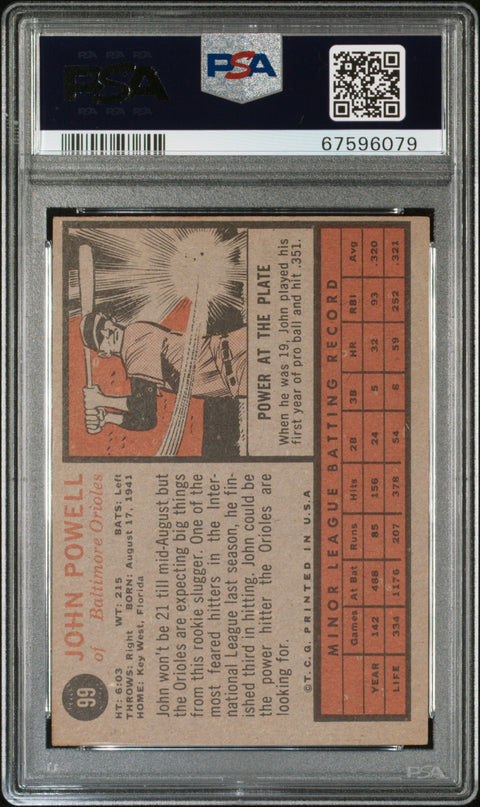 PSA PSA
PSA
PSA PSA
PSA
67596079
99
JOHN POWELL
of Baltimore Orioles
HT: 6:03 WT: 215 BATS: Left
THROWS: Right BORN: August 17, 1941
HOME: Key West, Florida
John won't be 21 till mid-August but
the Orioles are expecting big things
from this rookie slugger. One of the
most feared hitters in the Inter-
national League last season, he fin-
ished third in hitting. John could be
the power hitter the Orioles are
looking for.
POWER AT THE PLATE
When he was 19, John played his
first year of pro ball and hit .351.
©T.C.G. PRINTED IN U.S.A
MINOR LEAGUE BATTING RECORD
Games At Bat Runs Hits 2B 3B HR RBI Avg
YEAR 142 488 85 156 24 5 32 93 .320
LIFE 334 1176 207 378 54 6 59 252 .321
PSA